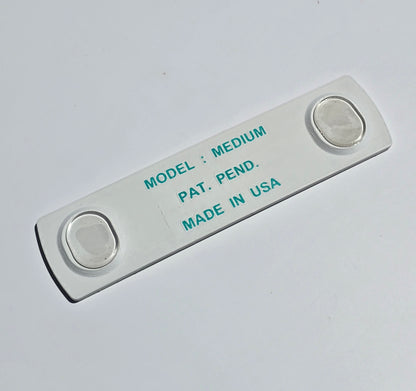 MODEL : MEDIUM
PAT. PEND.
MADE IN USA